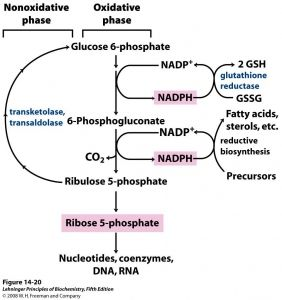 Nonoxidative
phase
Oxidative
phase
Glucose 6-phosphate
NADP+
2 GSH
glutathione
reductase
NADPH
GSSG
transketolase,
transaldolase
Fatty acids,
sterols, etc.
6-Phosphogluconate
NADP+
reductive
biosynthesis
CO₂
NADPH
Precursors
Ribulose 5-phosphate
Ribose 5-phosphate
Nucleotides, coenzymes,
DNA, RNA
Figure 14-20
Lehninger Principles of Biochemistry, Fifth Edition
© 2008 W. H. Freeman and Company